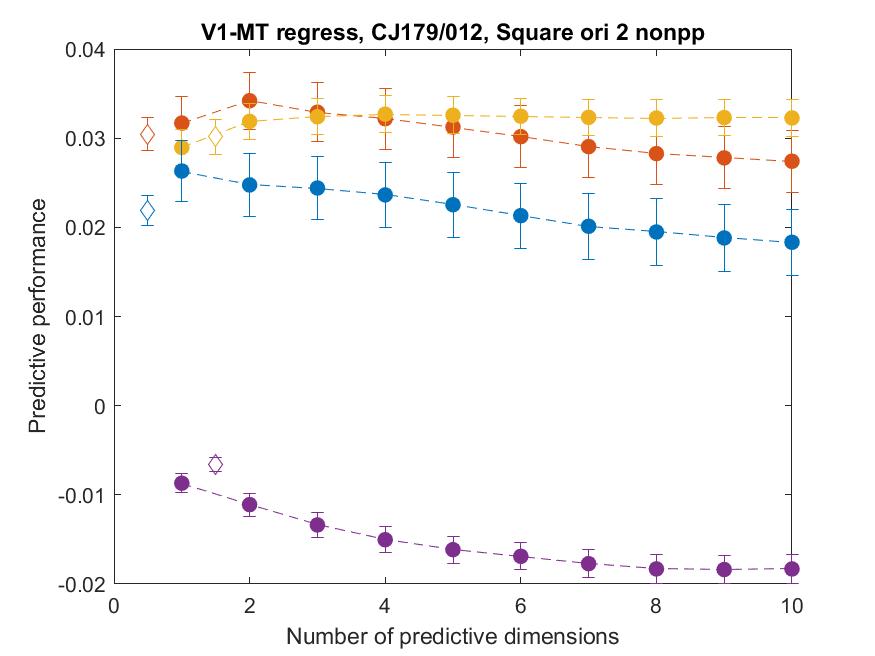 V1-MT regress, CJ179/012, Square ori 2 nonpp
0.04
0.03
0.02
0.01
0
-0.01
-0.02
Predictive performance
0 2 4 6 8 10
Number of predictive dimensions